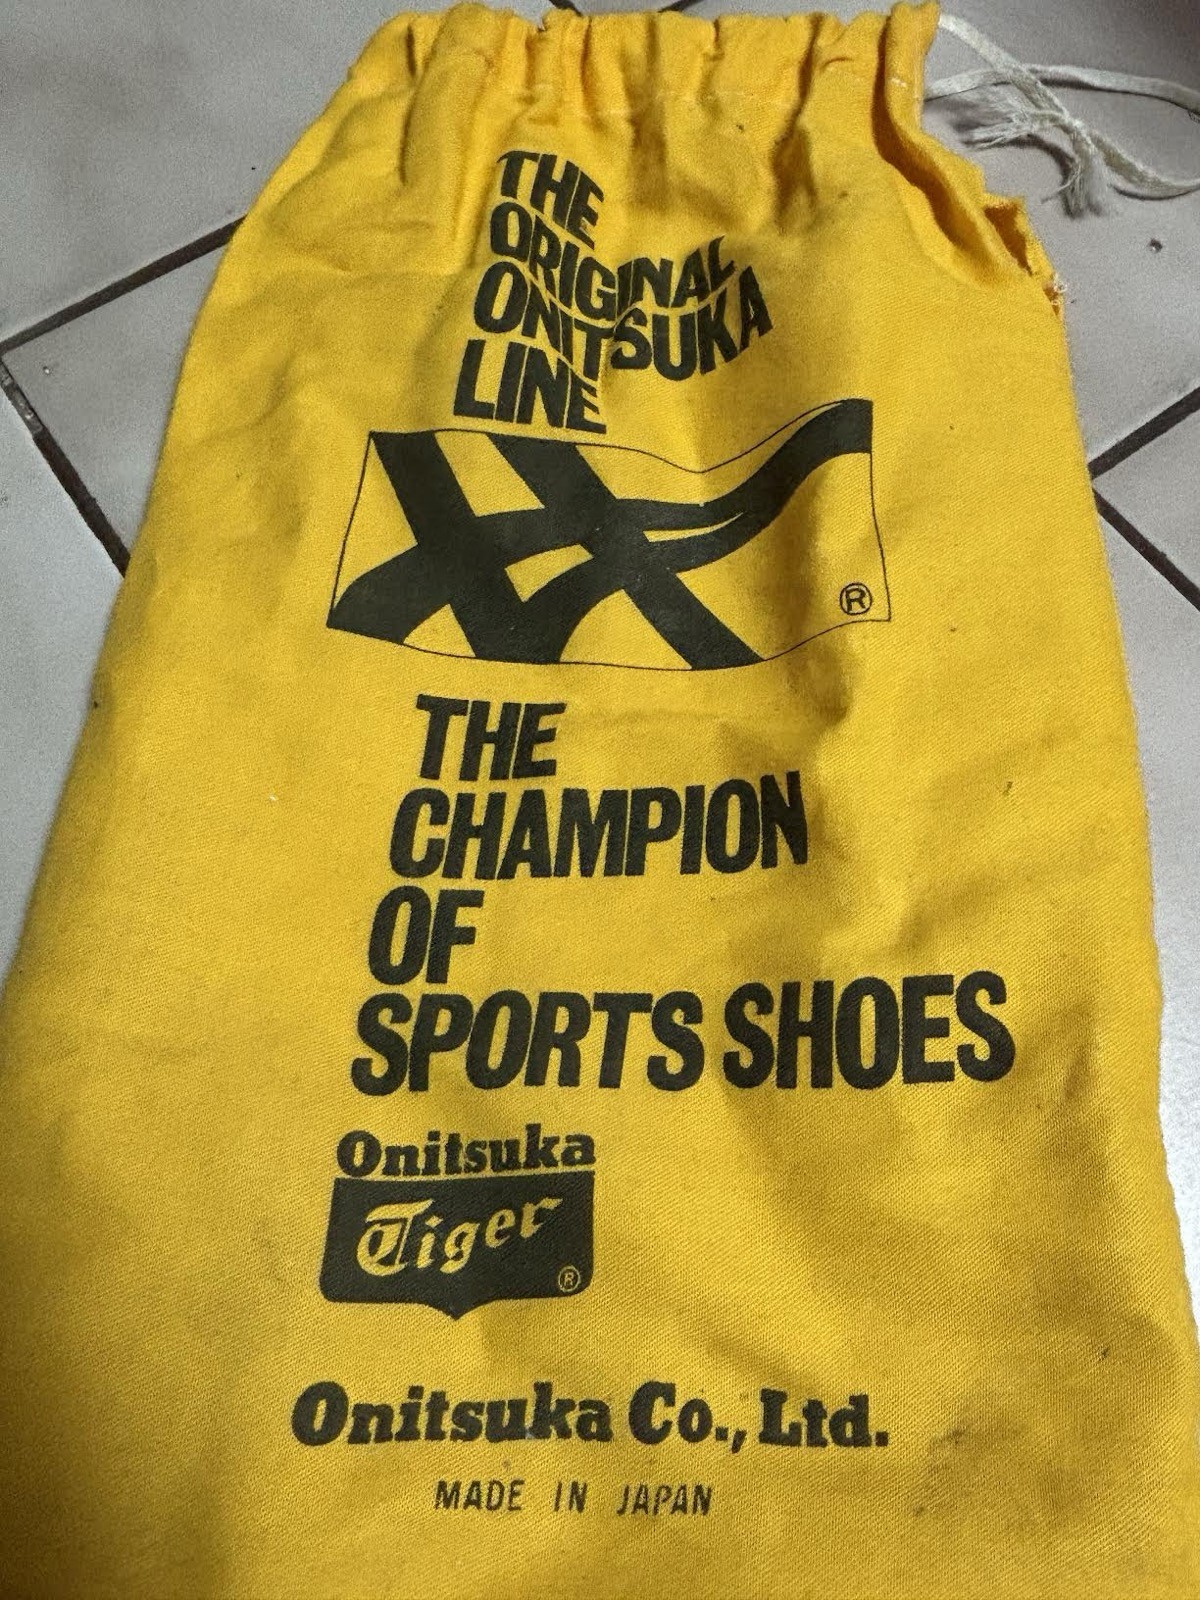 THE
ORIGINAL
ONITSUKA
LINE
®
THE
CHAMPION
OF
SPORTS SHOES
Onitsuka
Tiger
®
Onitsuka Co., Ltd.
MADE IN JAPAN